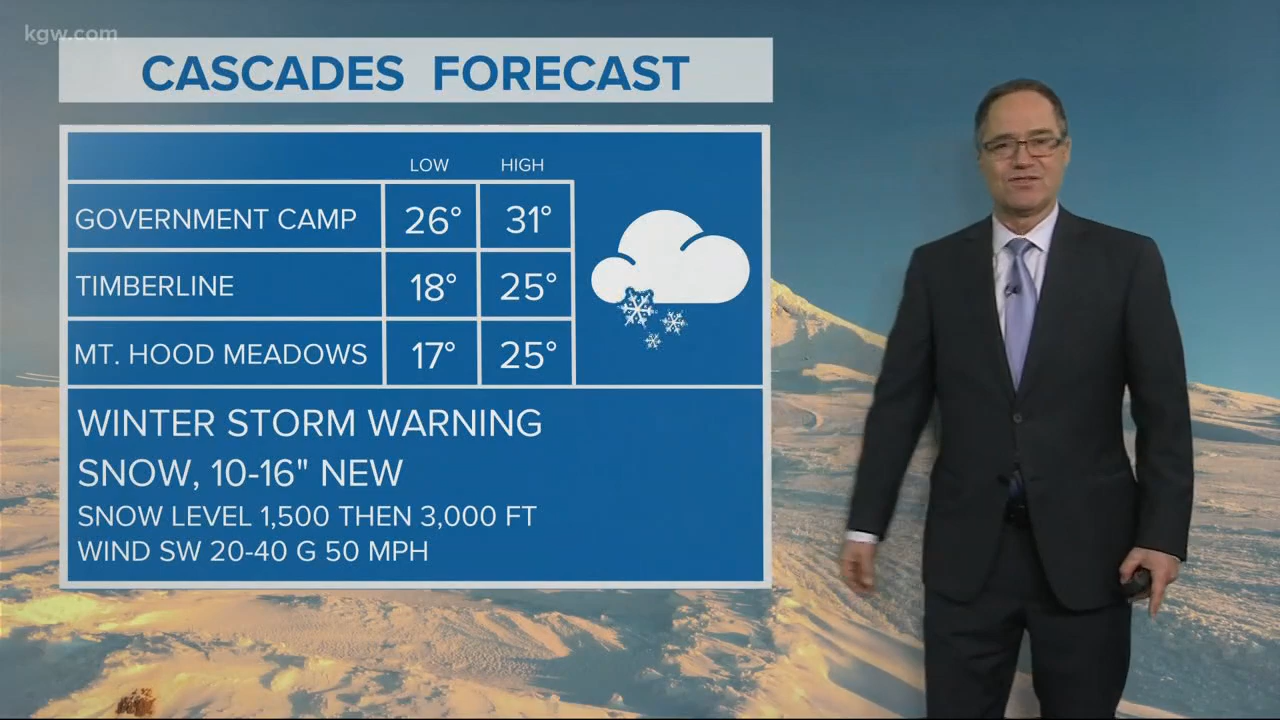 kgw.com
CASCADES FORECAST
LOW HIGH
GOVERNMENT CAMP 26° 31°
TIMBERLINE 18° 25°
MT. HOOD MEADOWS 17° 25°
WINTER STORM WARNING
SNOW, 10-16" NEW
SNOW LEVEL 1,500 THEN 3,000 FT
WIND SW 20-40 G 50 MPH